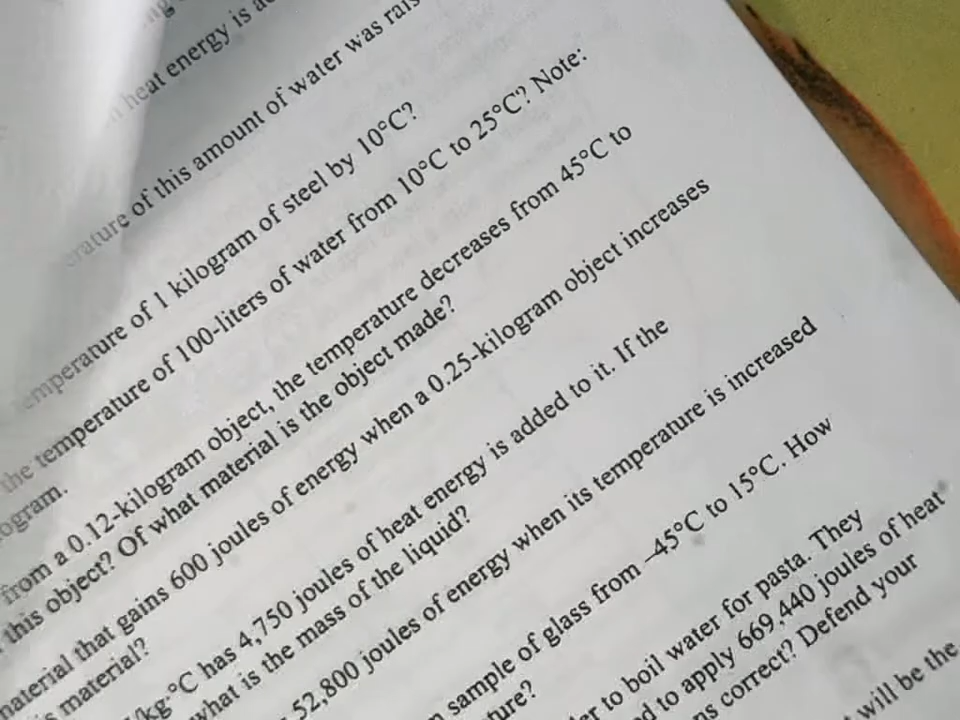 heat energy is
erature of this amount of water was rais
temperature of 1 kilogram of steel by 10°C?
the temperature of 100-liters of water from 10°C to 25°C? Note:
ogram.
from a 0.12-kilogram object, the temperature decreases from 45°C to
this object? Of what material is the object made?
material that gains 600 joules of energy when a 0.25-kilogram object increases
s material?
/kg°C has 4,750 joules of heat energy is added to it. If the
what is the mass of the liquid?
52,800 joules of energy when its temperature is increased
sample of glass from –45°C to 15°C. How
ture?
er to boil water for pasta. They
d to apply 669,440 joules of heat
ns correct? Defend your
will be the